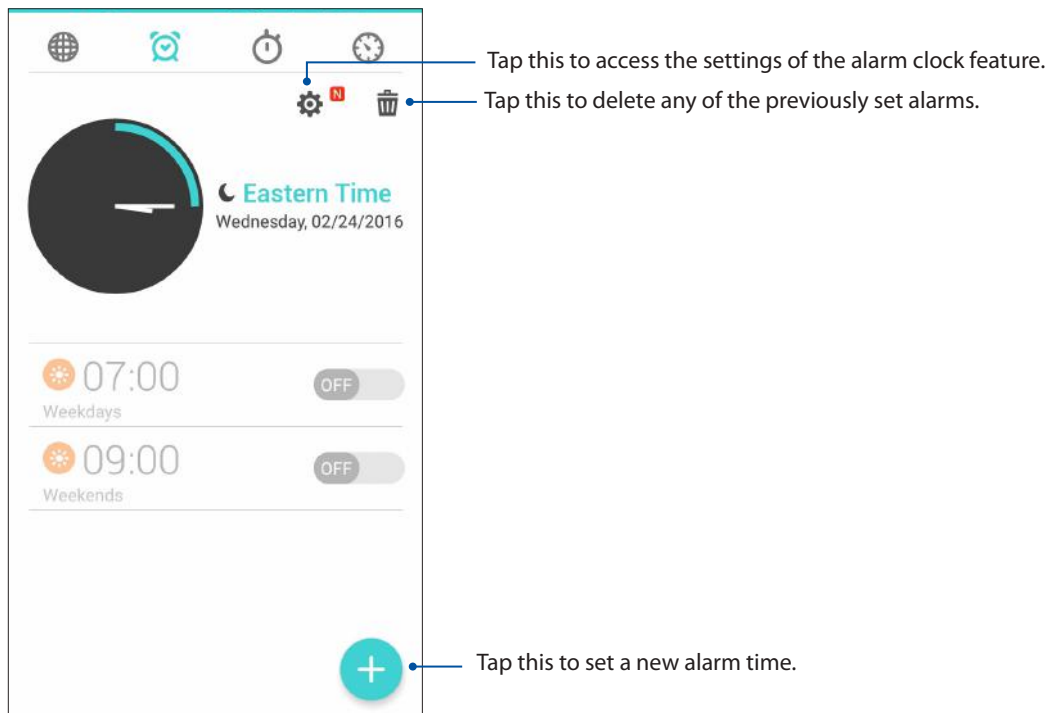 Tap this to access the settings of the alarm clock feature.
N
Tap this to delete any of the previously set alarms.
Eastern Time
Wednesday, 02/24/2016
07:00
OFF
Weekdays
09:00
OFF
Weekends
Tap this to set a new alarm time.